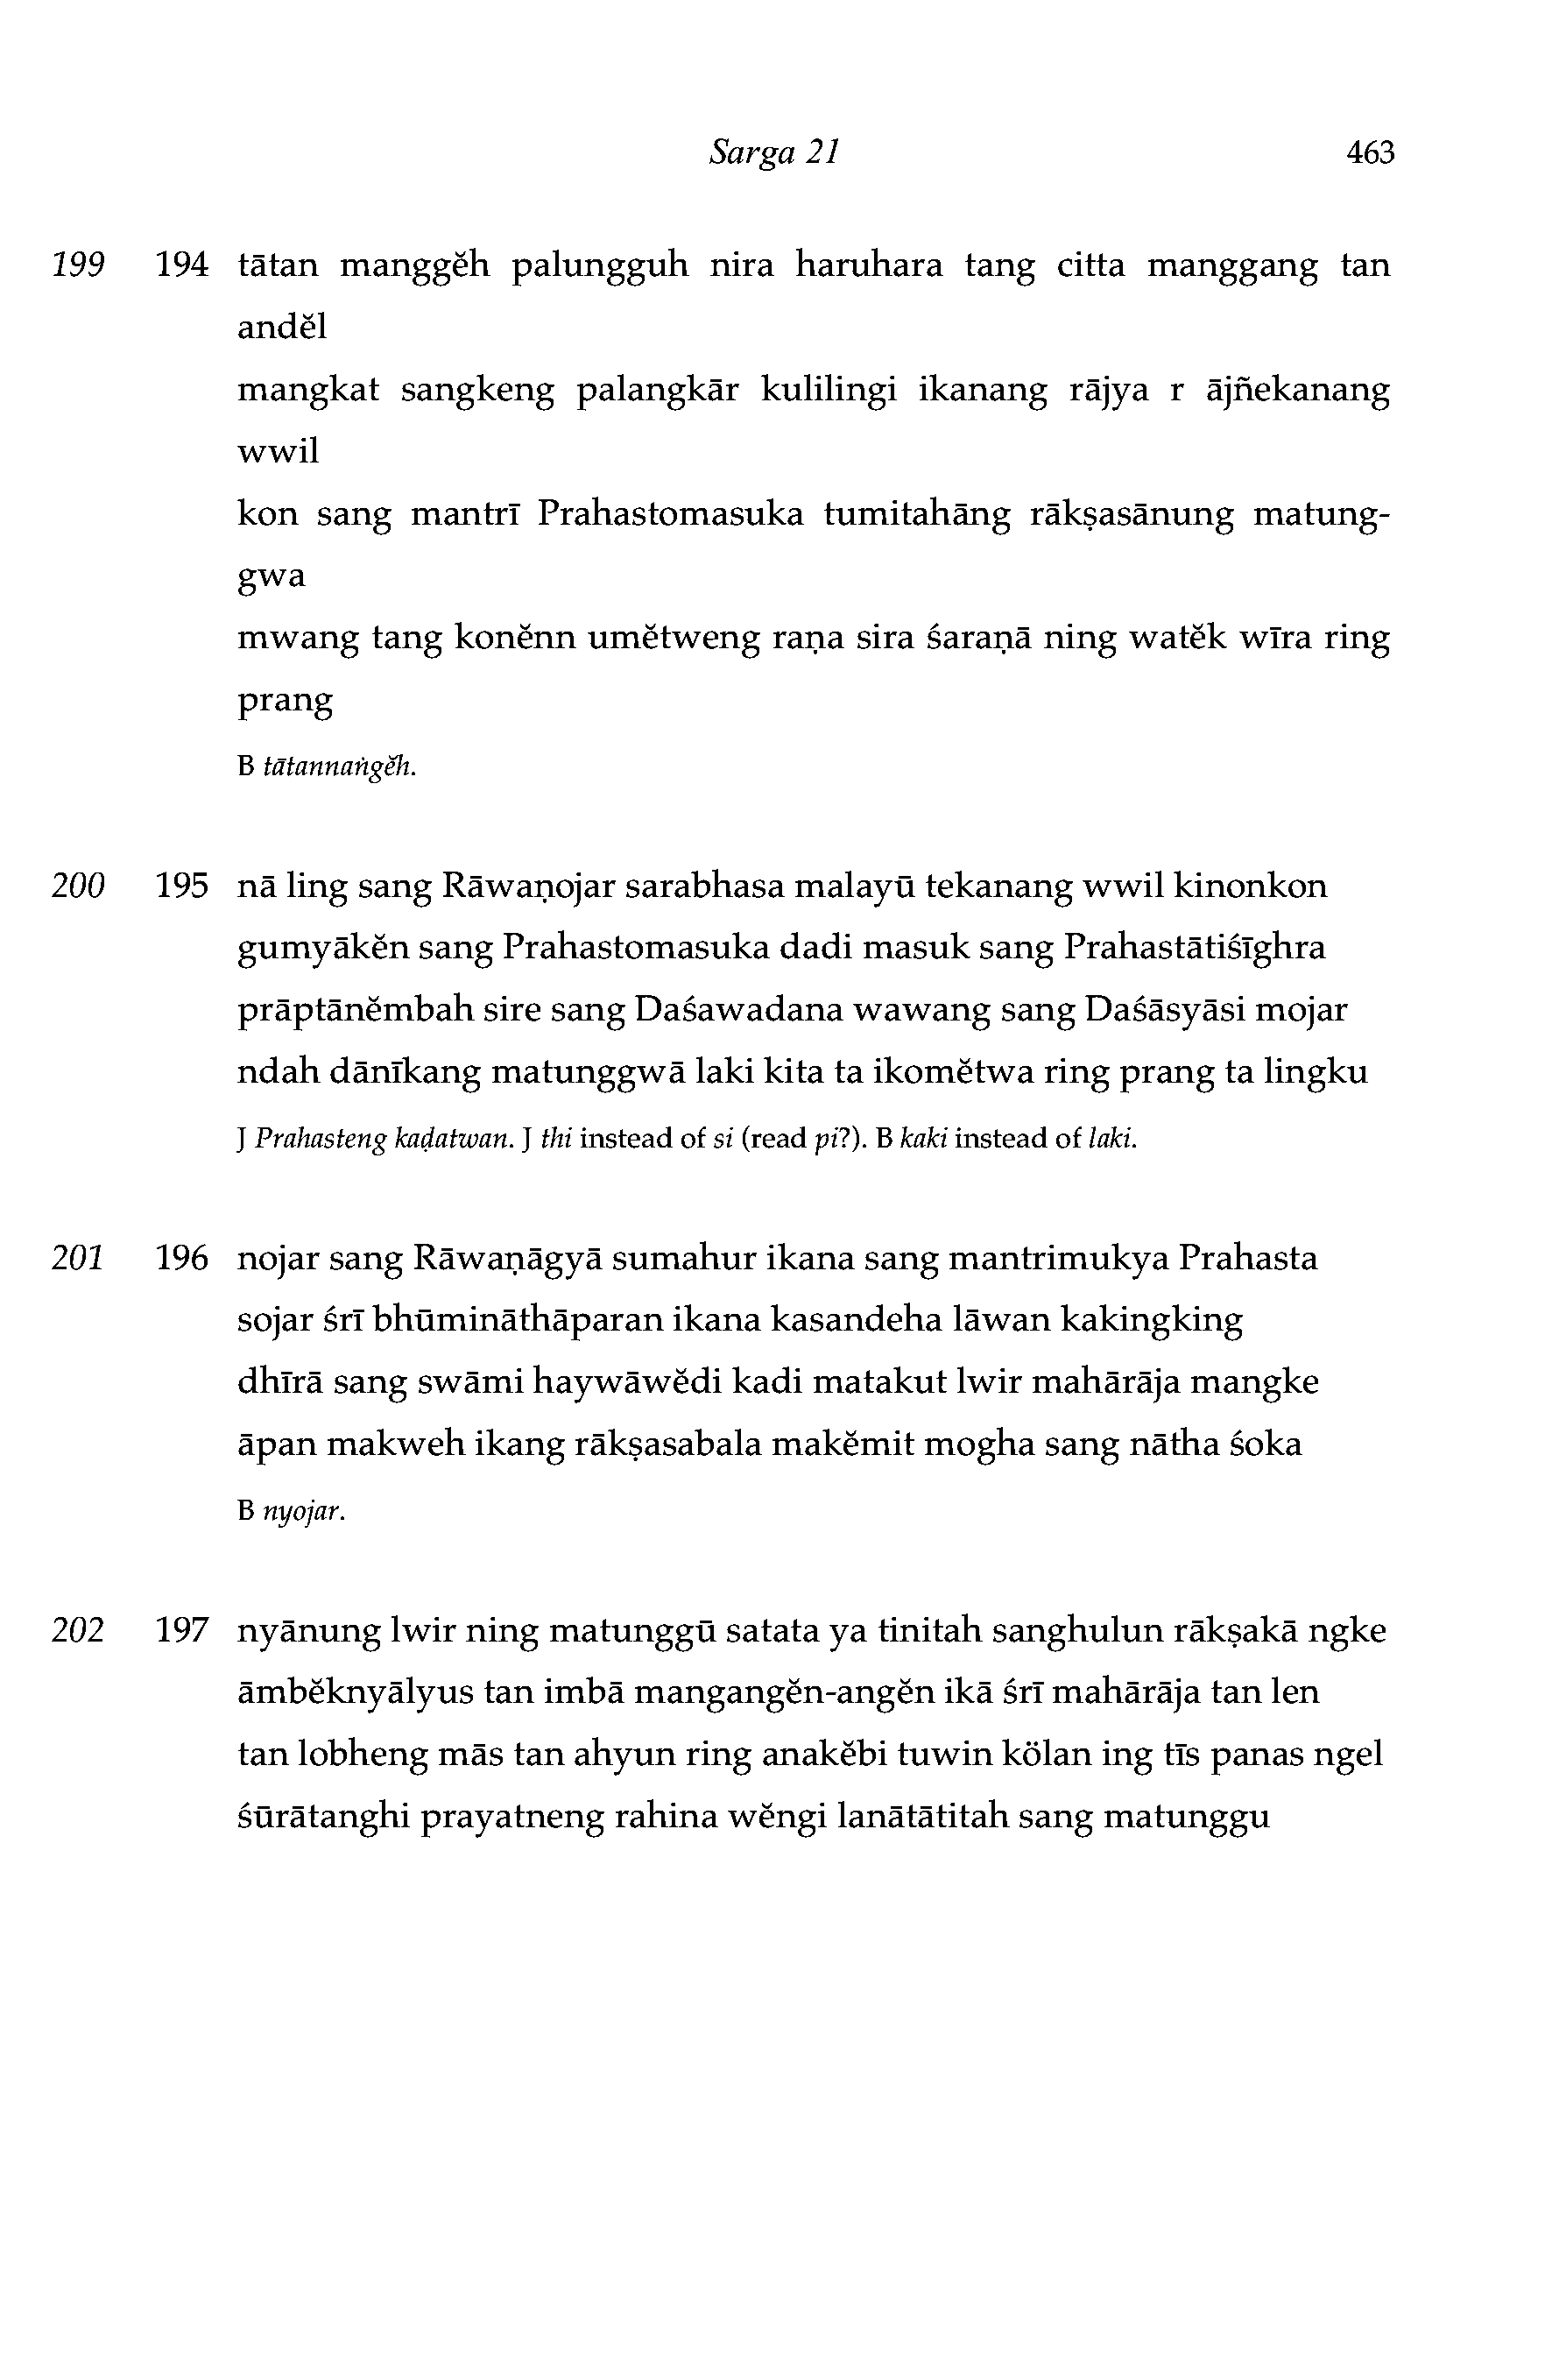 Sarga 21 463
199 194 tātan manggĕh palungguh nira haruhara tang citta manggang tan
andĕl
mangkat sangkeng palangkār kulilingi ikanang rājya r ājñekanang
wwil
kon sang mantrī Prahastomasuka tumitahāng rākṣasānung matung-
gwa
mwang tang konĕnn umĕtweng raṇa sira śaraṇā ning watĕk wīra ring
prang
B tātannaṅgĕh.
200 195 nā ling sang Rāwaṇojar sarabhasa malayū tekanang wwil kinonkon
gumyākĕn sang Prahastomasuka dadi masuk sang Prahastātiśīghra
prāptānĕmbah sire sang Daśawadana wawang sang Daśāsyāsi mojar
ndah dānīkang matunggwā laki kita ta ikomĕtwa ring prang ta lingku
J Prahasteng kaḍatwan. J thi instead of si (read pi?). B kaki instead of laki.
201 196 nojar sang Rāwaṇāgyā sumahur ikana sang mantrimukya Prahasta
sojar śrī bhūmināthāparan ikana kasandeha lāwan kakingking
dhīrā sang swāmi haywāwĕdi kadi matakut lwir mahārāja mangke
āpan makweh ikang rākṣasabala makĕmit mogha sang nātha śoka
B nyojar.
202 197 nyānung lwir ning matunggū satata ya tinitah sanghulun rākṣakā ngke
āmbĕknyālyus tan imbā mangangĕn-angĕn ikā śrī mahārāja tan len
tan lobheng mās tan ahyun ring anakĕbi tuwin kölan ing tīs panas ngel
śūrātanghi prayatneng rahina wĕngi lanātātitah sang matunggu